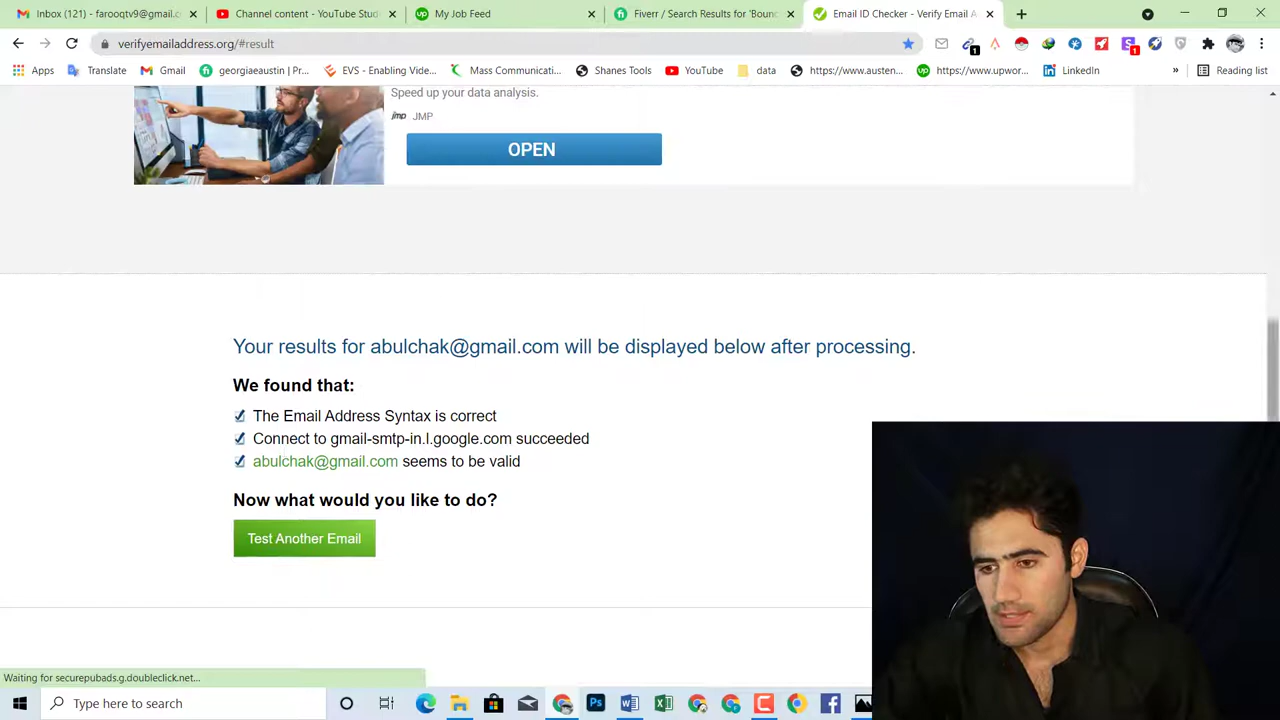 Inbox (121) - farooqtv9@gmail.c
Channel content - YouTube Stud
My Job Feed
Fiverr / Search Results for 'Boun
Email ID Checker - Verify Email A
verifyemailaddress.org/#result
Apps
Translate
Gmail
georgiaeaustin | Pr...
EVS - Enabling Vide...
Mass Communicati...
Shanes Tools
YouTube
data
https://www.austen...
https://www.upwor...
LinkedIn
»
Reading list
Speed up your data analysis.
jmp JMP
OPEN
Your results for abulchak@gmail.com will be displayed below after processing.
We found that:
The Email Address Syntax is correct
Connect to gmail-smtp-in.l.google.com succeeded
abulchak@gmail.com seems to be valid
Now what would you like to do?
Test Another Email
Waiting for securepubads.g.doubleclick.net...
Type here to search